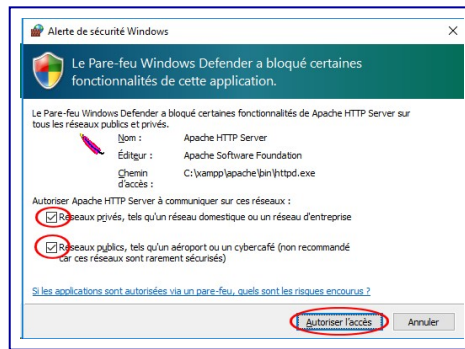 Alerte de sécurité Windows
Le Pare-feu Windows Defender a bloqué certaines
fonctionnalités de cette application.
Le Pare-feu Windows Defender a bloqué certaines fonctionnalités de Apache HTTP Server sur
tous les réseaux publics et privés.
Nom : Apache HTTP Server
Éditeur : Apache Software Foundation
Chemin C:\xampp\apache\bin\httpd.exe
d'accès :
Autoriser Apache HTTP Server à communiquer sur ces réseaux :
Réseaux privés, tels qu'un réseau domestique ou un réseau d'entreprise
Réseaux publics, tels qu'un aéroport ou un cybercafé (non recommandé
car ces réseaux sont rarement sécurisés)
Si les applications sont autorisées via un pare-feu, quels sont les risques encourus ?
Autoriser l'accès Annuler